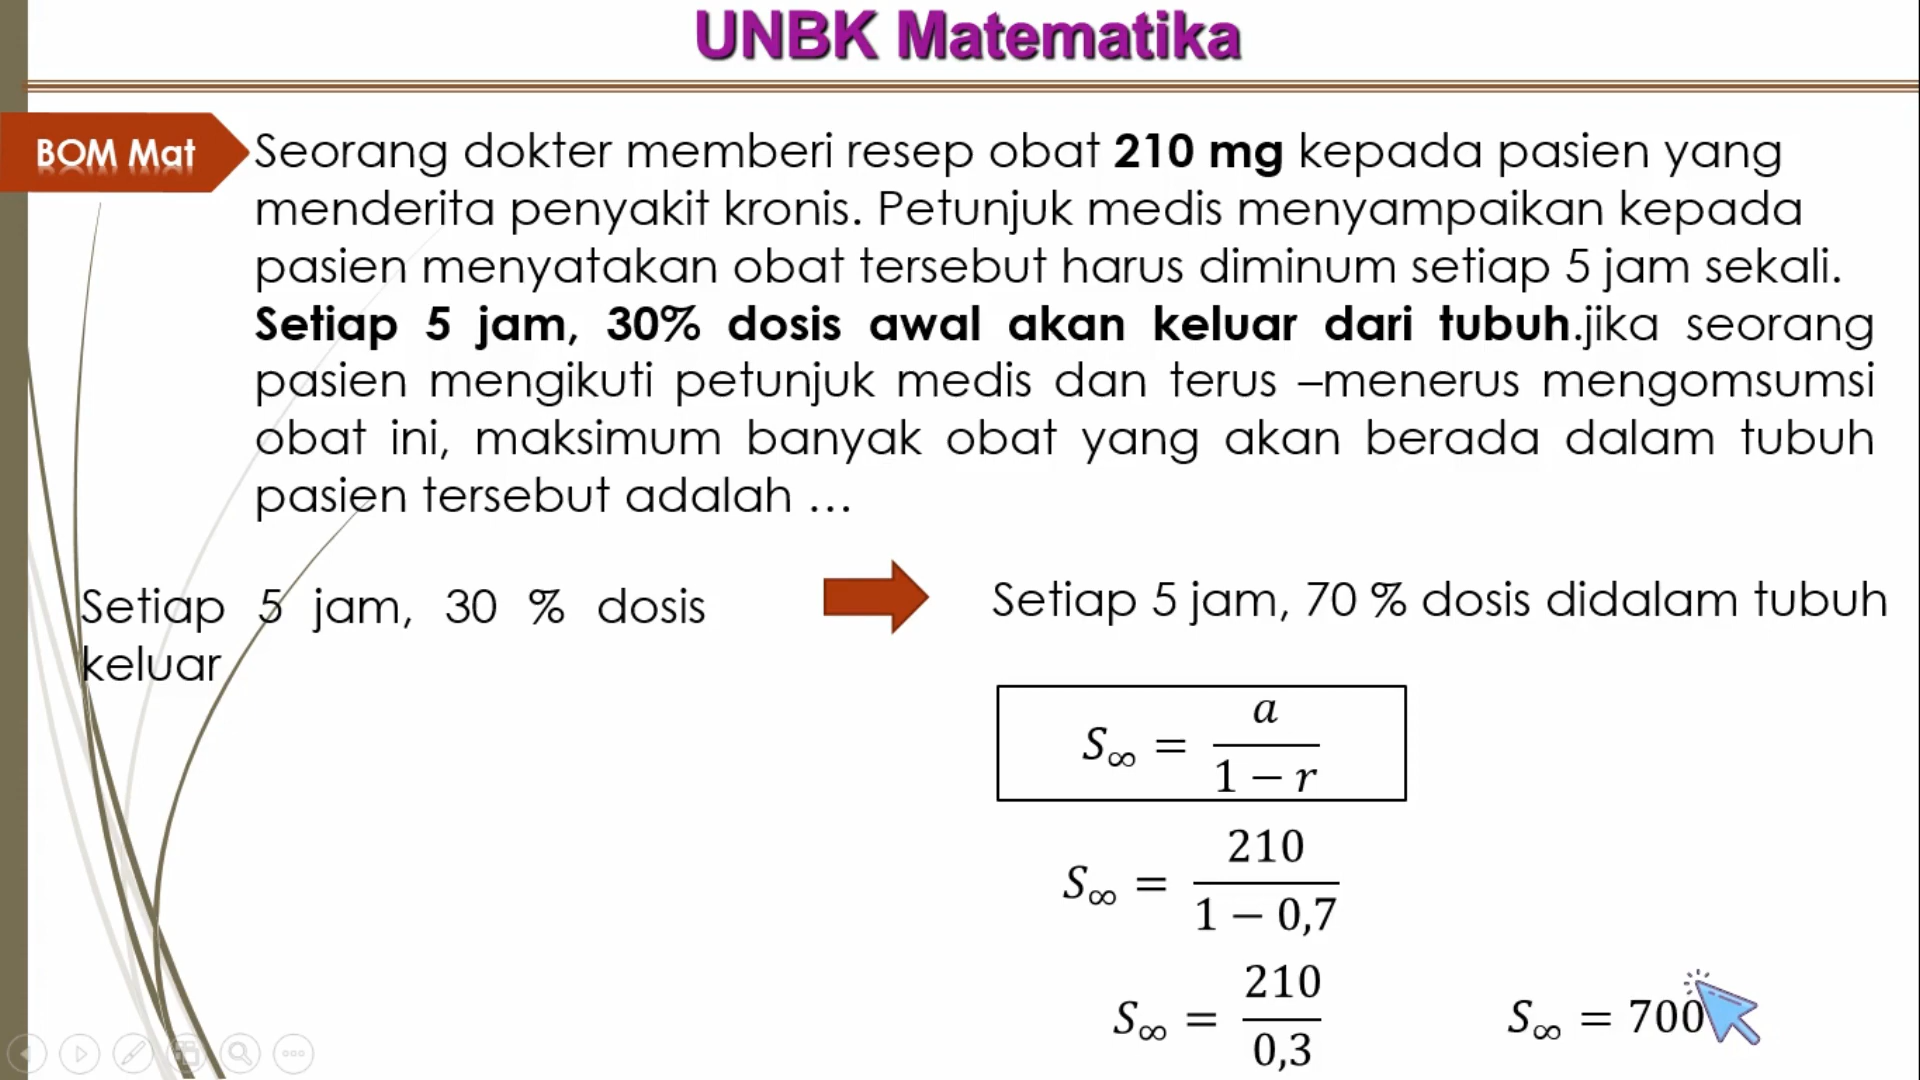 UNBK Matematika
BOM Mat
Seorang dokter memberi resep obat 210 mg kepada pasien yang
menderita penyakit kronis. Petunjuk medis menyampaikan kepada
pasien menyatakan obat tersebut harus diminum setiap 5 jam sekali.
Setiap 5 jam, 30% dosis awal akan keluar dari tubuh.jika seorang
pasien mengikuti petunjuk medis dan terus –menerus mengomsumsi
obat ini, maksimum banyak obat yang akan berada dalam tubuh
pasien tersebut adalah …
Setiap 5 jam, 30 % dosis
keluar
Setiap 5 jam, 70 % dosis didalam tubuh
S∞ = a / (1 − r)
S∞ = 210 / (1 − 0,7)
S∞ = 210 / 0,3
S∞ = 700